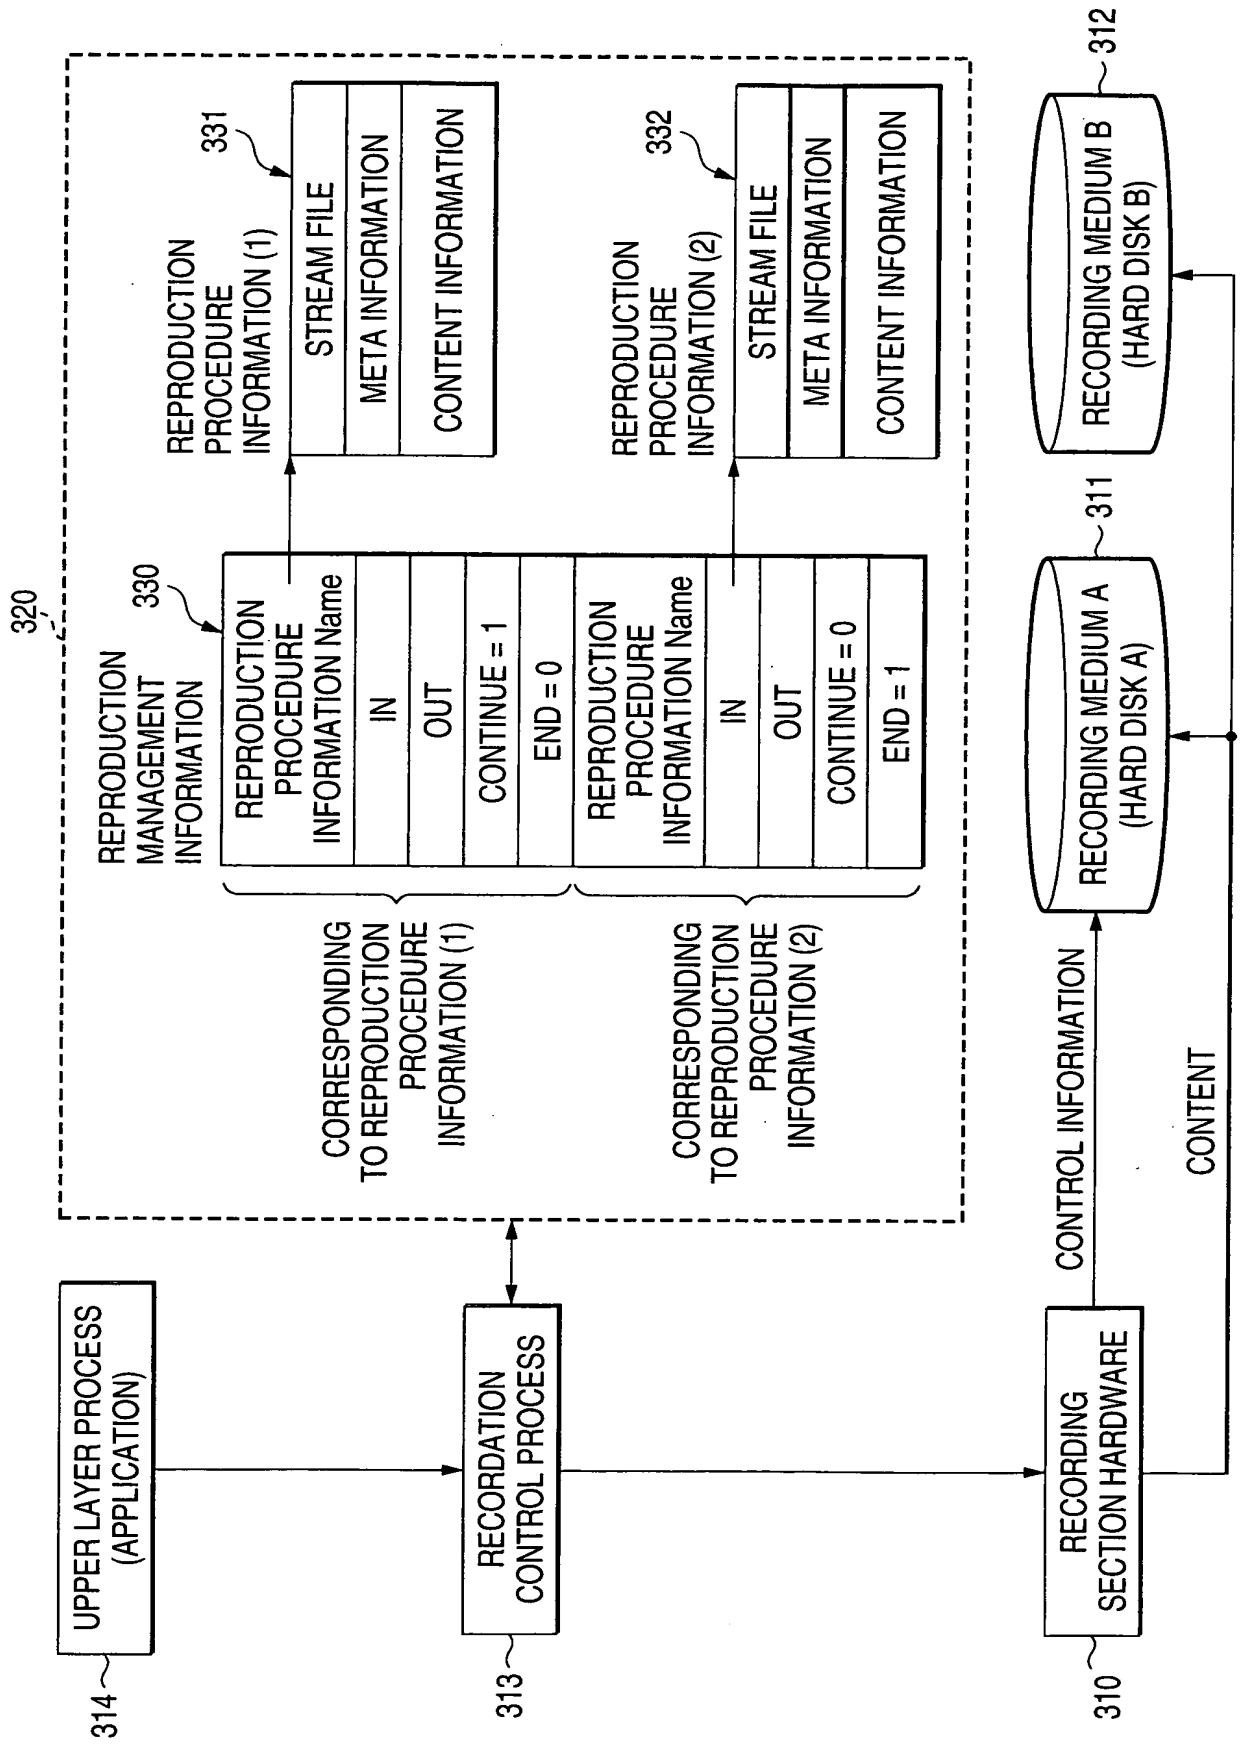 320
REPRODUCTION
MANAGEMENT
INFORMATION
330
REPRODUCTION
PROCEDURE
INFORMATION Name
IN
OUT
CONTINUE = 1
END = 0
REPRODUCTION
PROCEDURE
INFORMATION Name
IN
OUT
CONTINUE = 0
END = 1
CORRESPONDING
TO REPRODUCTION
PROCEDURE
INFORMATION (1)
CORRESPONDING
TO REPRODUCTION
PROCEDURE
INFORMATION (2)
REPRODUCTION
PROCEDURE
INFORMATION (1)
331
STREAM FILE
META INFORMATION
CONTENT INFORMATION
REPRODUCTION
PROCEDURE
INFORMATION (2)
332
STREAM FILE
META INFORMATION
CONTENT INFORMATION
UPPER LAYER PROCESS
(APPLICATION)
314
RECORDATION
CONTROL PROCESS
313
RECORDING
SECTION HARDWARE
310
CONTROL INFORMATION
CONTENT
RECORDING MEDIUM A
(HARD DISK A)
311
RECORDING MEDIUM B
(HARD DISK B)
312